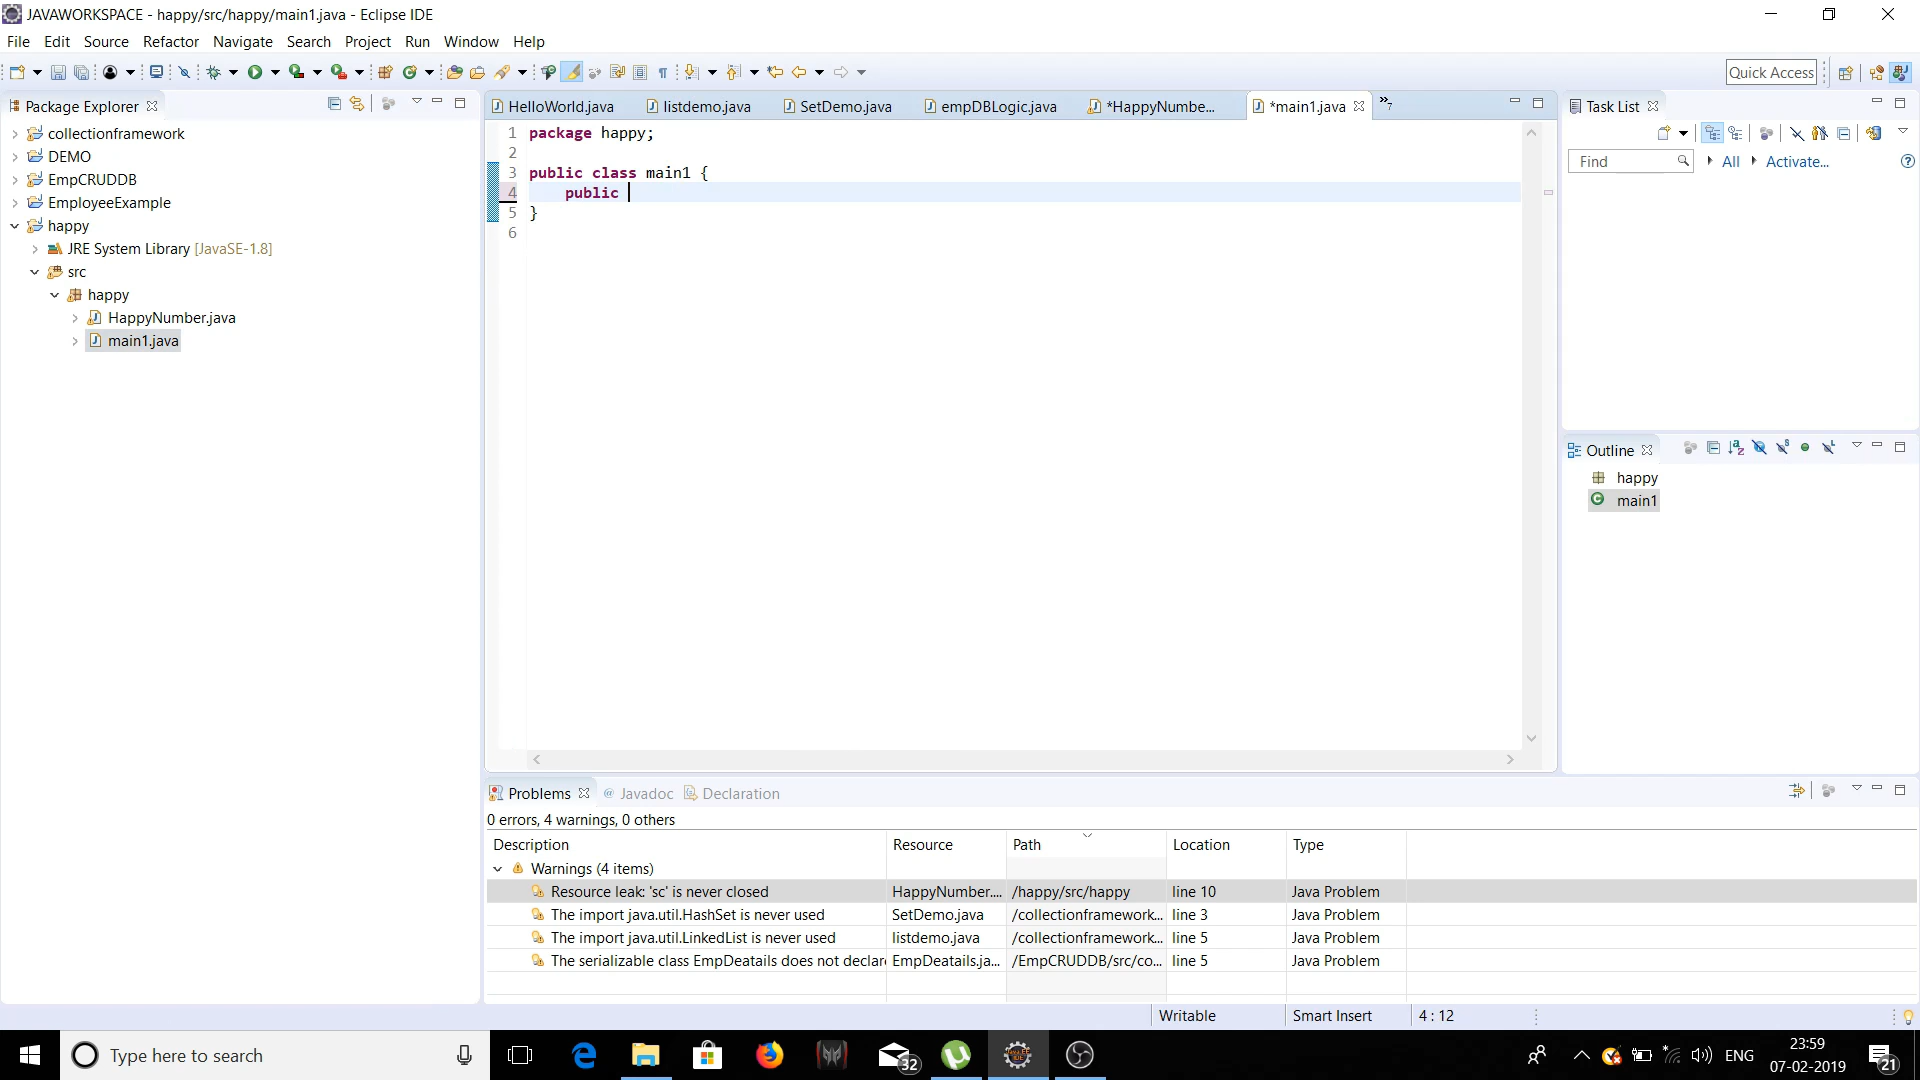 JAVAWORKSPACE - happy/src/happy/main1.java - Eclipse IDE
File Edit Source Refactor Navigate Search Project Run Window Help
Quick Access
Package Explorer
collectionframework
DEMO
EmpCRUDDB
EmployeeExample
happy
JRE System Library [JavaSE-1.8]
src
happy
HappyNumber.java
main1.java
HelloWorld.java listdemo.java SetDemo.java empDBLogic.java *HappyNumbe... *main1.java »7
1 package happy;
2
3 public class main1 {
4 public
5 }
6
Task List
Find All Activate...
Outline
happy
main1
Problems @ Javadoc Declaration
0 errors, 4 warnings, 0 others
Description Resource Path Location Type
Warnings (4 items)
Resource leak: 'sc' is never closed HappyNumber.... /happy/src/happy line 10 Java Problem
The import java.util.HashSet is never used SetDemo.java /collectionframework... line 3 Java Problem
The import java.util.LinkedList is never used listdemo.java /collectionframework... line 5 Java Problem
The serializable class EmpDeatails does not declar EmpDeatails.ja... /EmpCRUDDB/src/co... line 5 Java Problem
Writable Smart Insert 4 : 12
Type here to search
32
ENG
23:59
07-02-2019
21